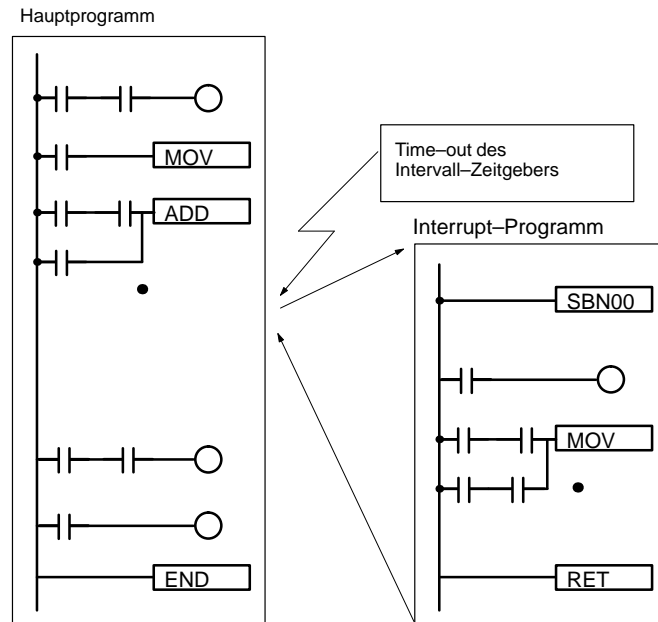 Hauptprogramm
MOV
ADD
END
Time–out des
Intervall–Zeitgebers
Interrupt–Programm
SBN00
MOV
RET